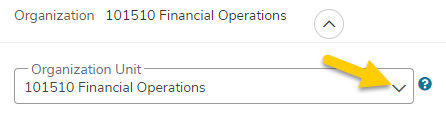 Organization 101510 Financial Operations
Organization Unit
101510 Financial Operations
?